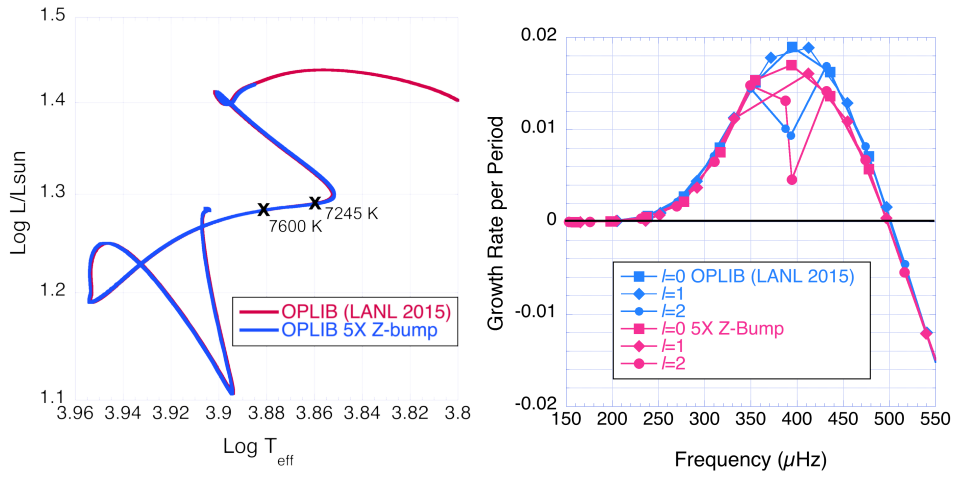 1.5
1.4
1.3
1.2
1.1
Log L/Lsun
7245 K
7600 K
OPLIB (LANL 2015)
OPLIB 5X Z-bump
3.96 3.94 3.92 3.9 3.88 3.86 3.84 3.82 3.8
Log T eff
0.02
0.01
0
-0.01
-0.02
Growth Rate per Period
l=0 OPLIB (LANL 2015)
l=1
l=2
l=0 5X Z-Bump
l=1
l=2
150 200 250 300 350 400 450 500 550
Frequency (µHz)